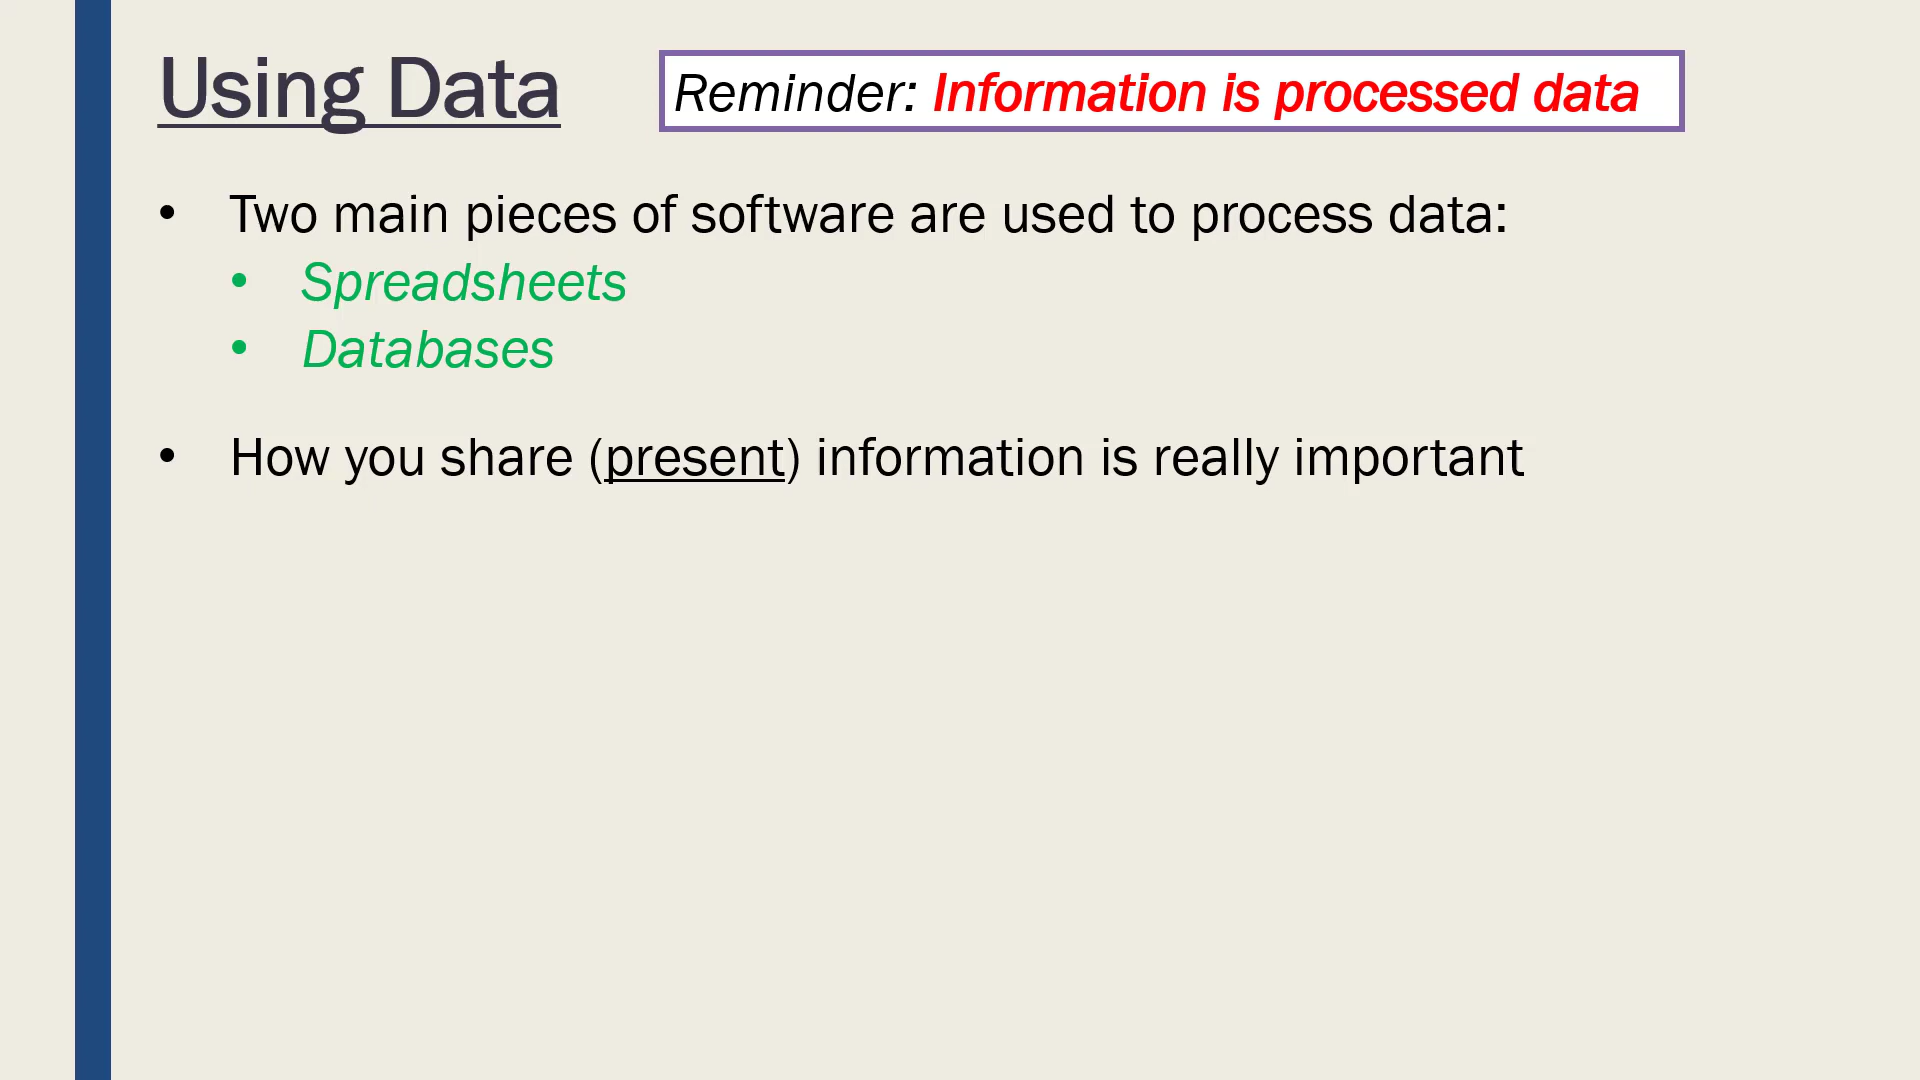 Using Data
Reminder: Information is processed data
• Two main pieces of software are used to process data:
• Spreadsheets
• Databases
• How you share (present) information is really important